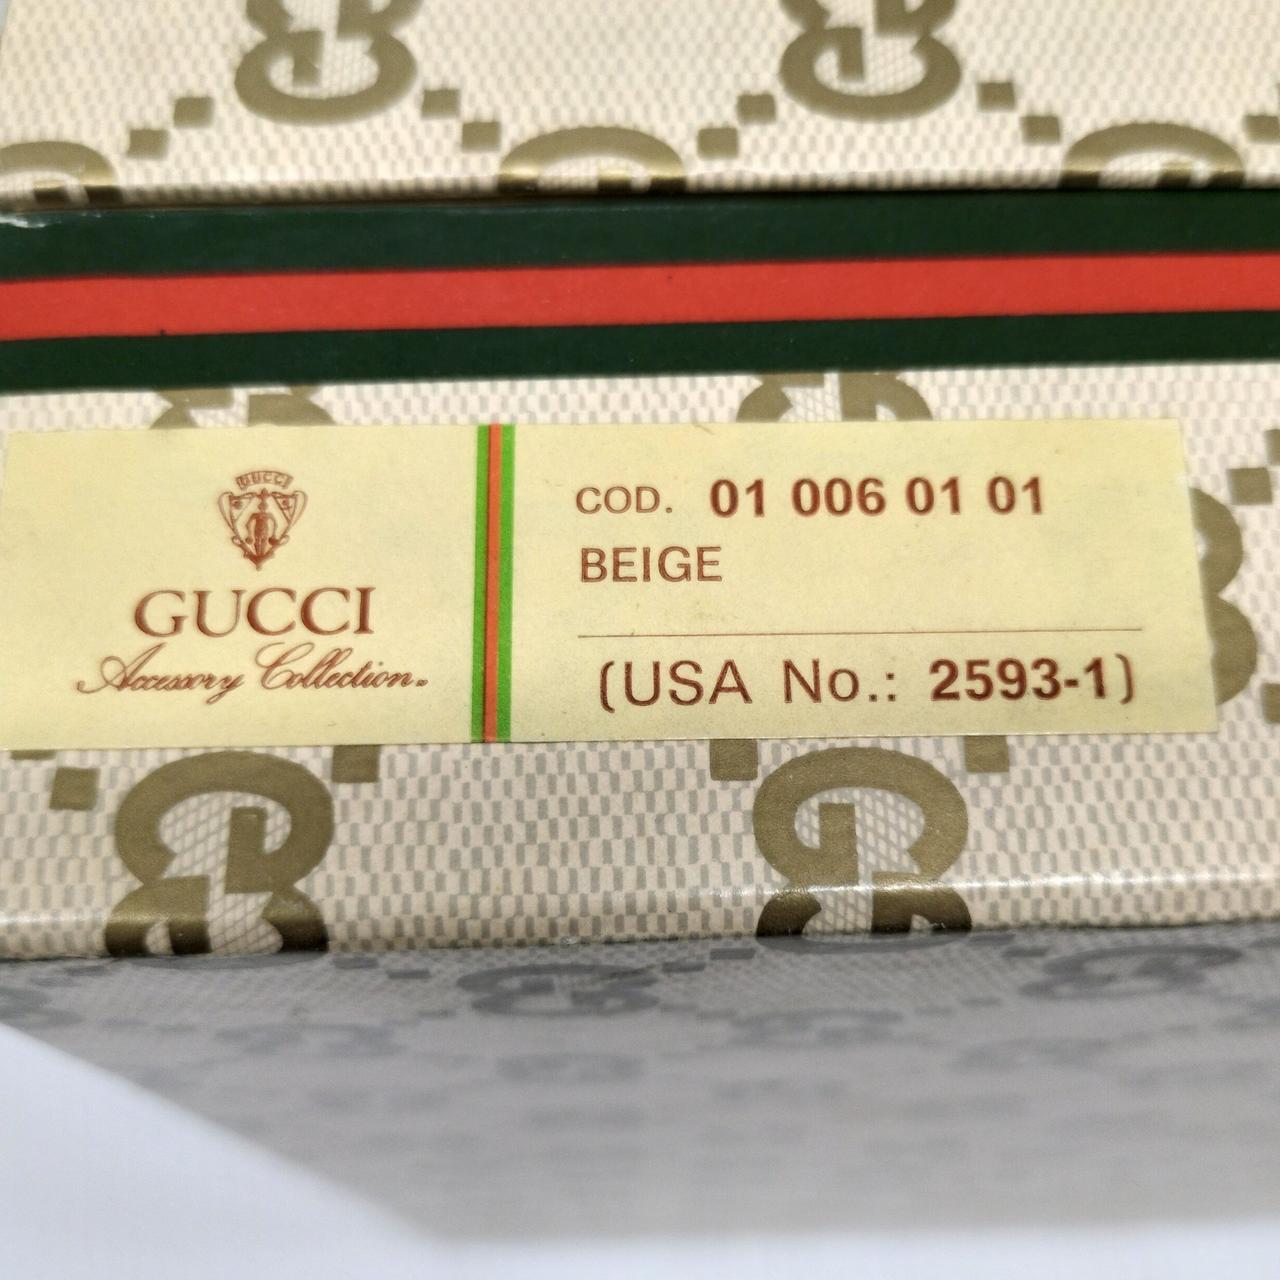 GUCCI
GUCCI
Accessory Collection.
COD. 01 006 01 01
BEIGE
(USA No.: 2593-1)